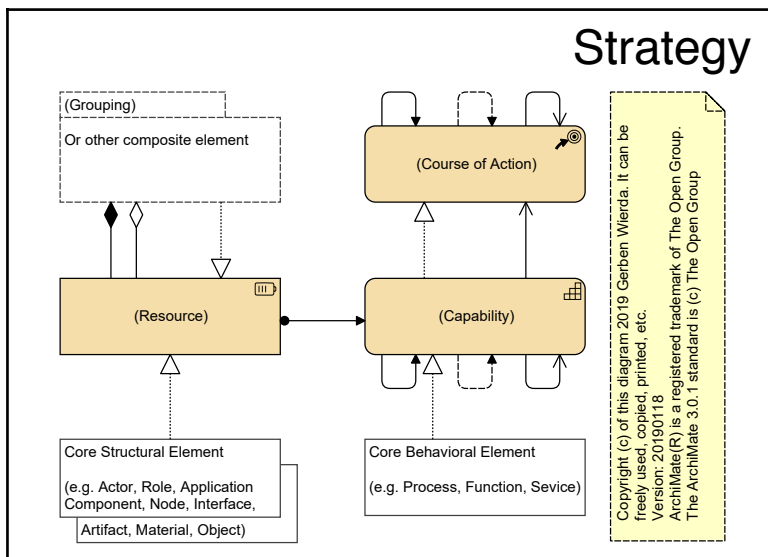 Strategy
(Grouping)
Or other composite element
(Course of Action)
(Resource)
(Capability)
Core Structural Element
(e.g. Actor, Role, Application
Component, Node, Interface,
Artifact, Material, Object)
Core Behavioral Element
(e.g. Process, Function, Sevice)
Copyright (c) of this diagram 2019 Gerben Wierda. It can be
freely used, copied, printed, etc.
Version: 20190118
ArchiMate(R) is a registered trademark of The Open Group.
The ArchiMate 3.0.1 standard is (c) The Open Group